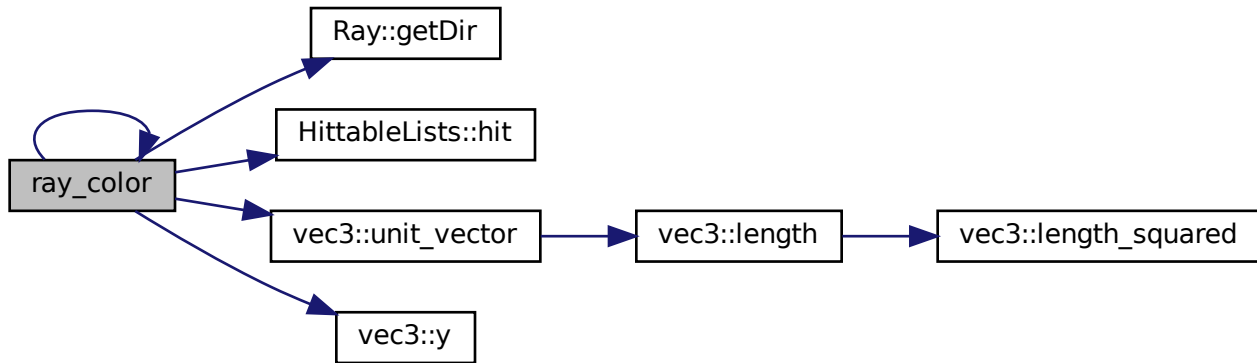 Ray::getDir
HittableLists::hit
ray_color
vec3::unit_vector
vec3::length
vec3::length_squared
vec3::y